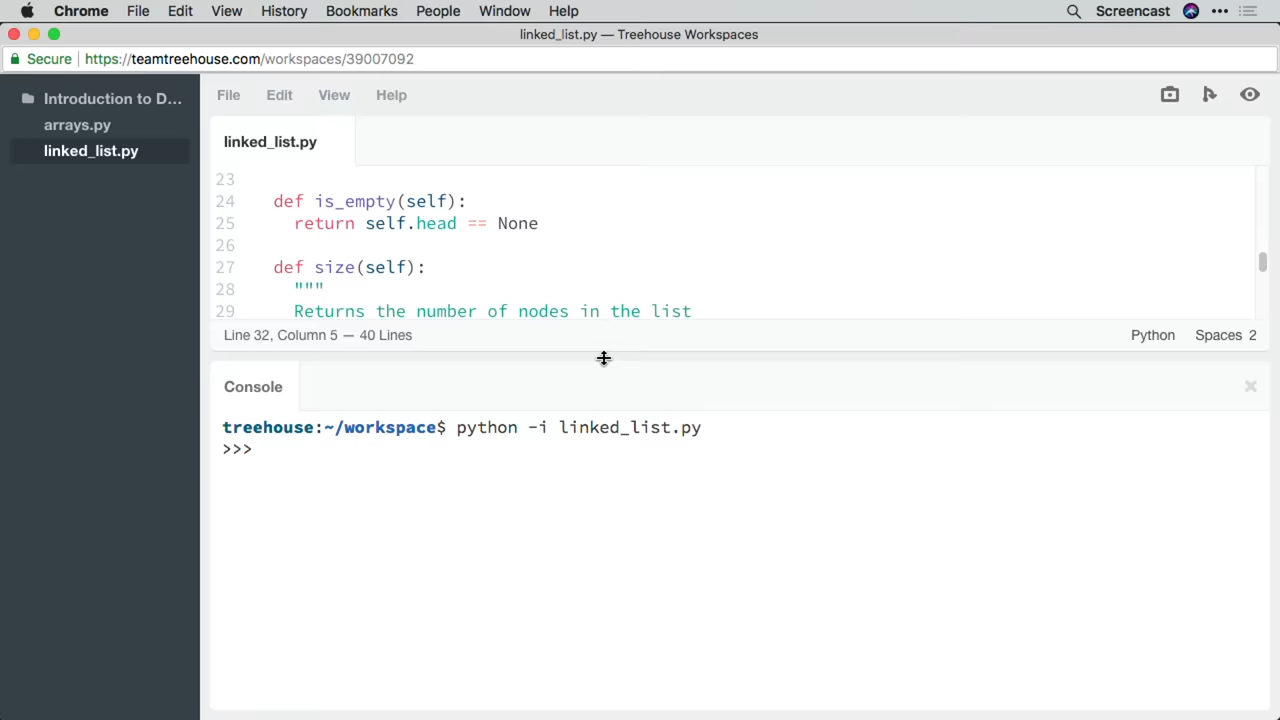 Chrome File Edit View History Bookmarks People Window Help Screencast
linked_list.py — Treehouse Workspaces
Secure https://teamtreehouse.com/workspaces/39007092
Introduction to D...
arrays.py
linked_list.py
File Edit View Help
linked_list.py
23
24 def is_empty(self):
25 return self.head == None
26
27 def size(self):
28 """
29 Returns the number of nodes in the list
Line 32, Column 5 — 40 Lines Python Spaces 2
Console
treehouse:~/workspace$ python -i linked_list.py
>>>